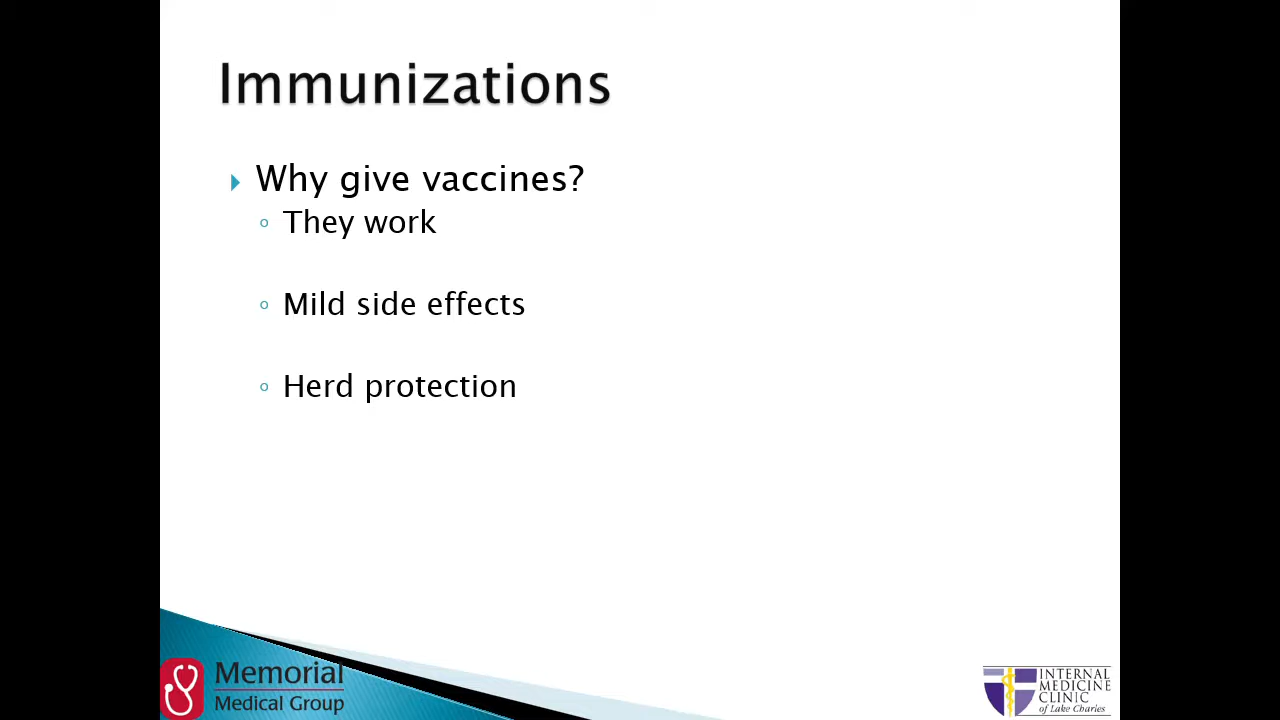 Immunizations
Why give vaccines?
They work
Mild side effects
Herd protection
Memorial
Medical Group
INTERNAL
MEDICINE
CLINIC
of Lake Charles